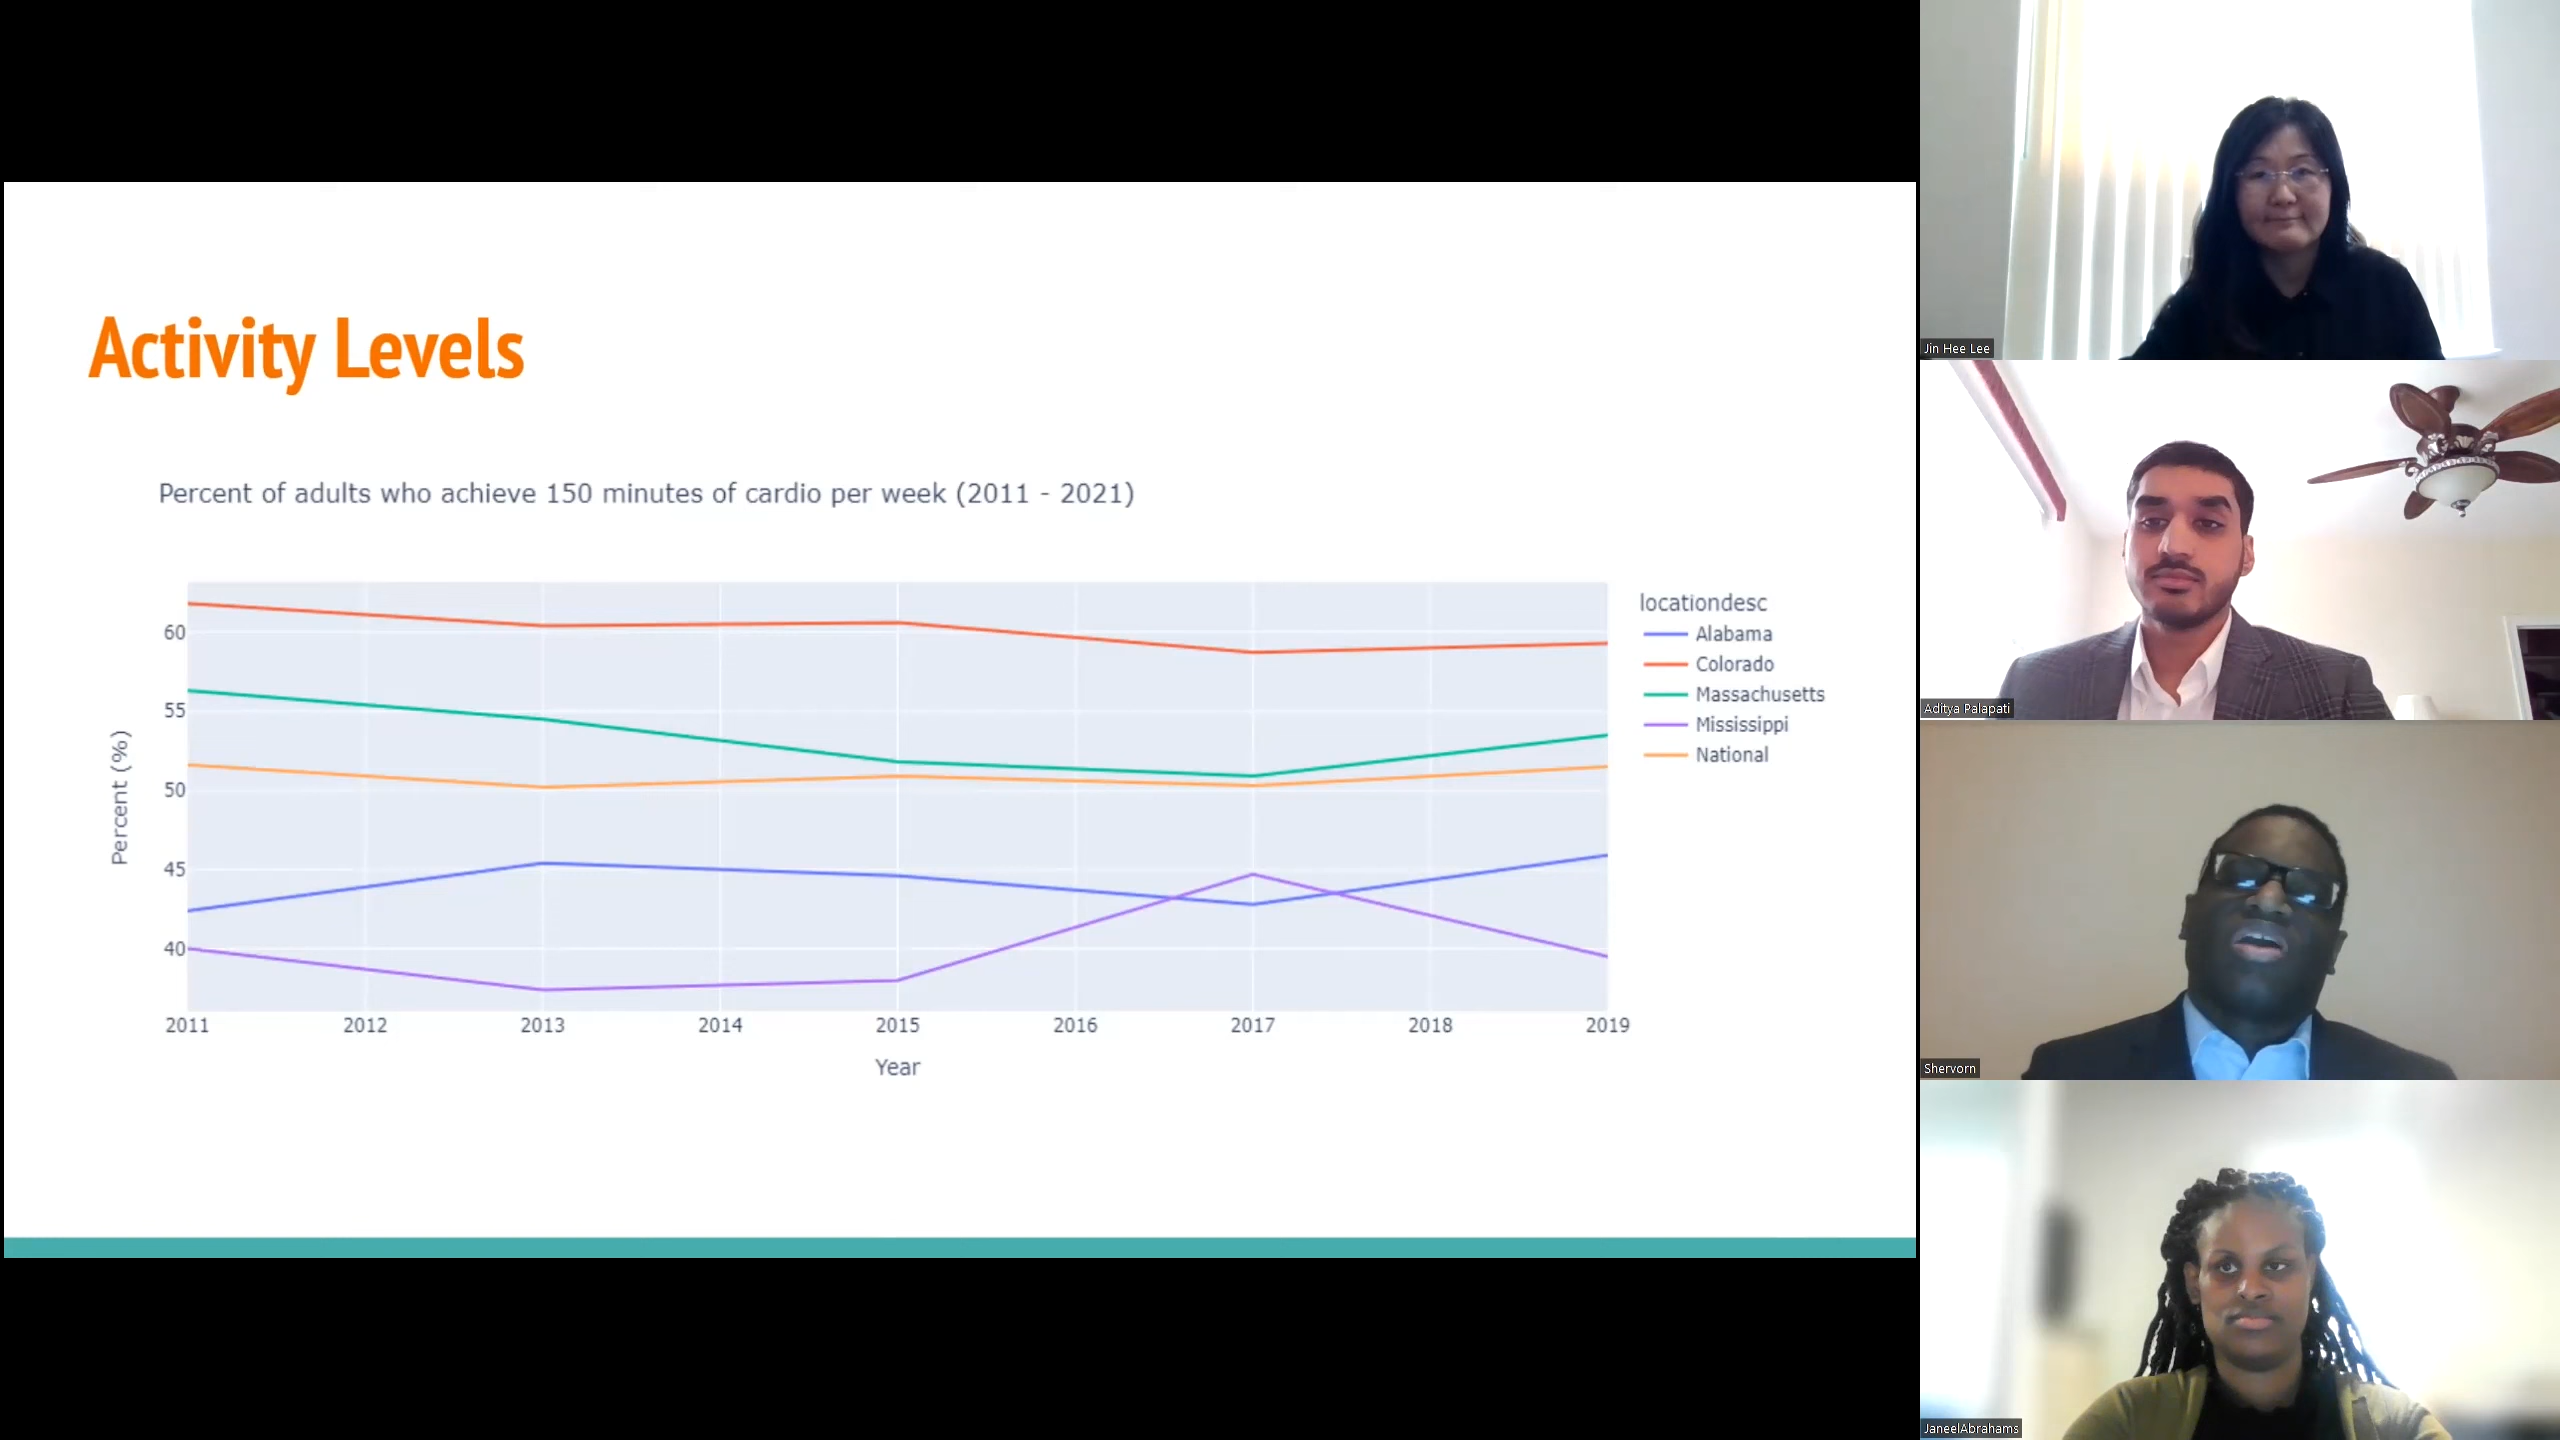 Activity Levels
Percent of adults who achieve 150 minutes of cardio per week (2011 - 2021)
Percent (%)
60
55
50
45
40
2011 2012 2013 2014 2015 2016 2017 2018 2019
Year
locationdesc
Alabama
Colorado
Massachusetts
Mississippi
National
Jin Hee Lee
Aditya Palapati
Shervorn
JaneelAbrahams